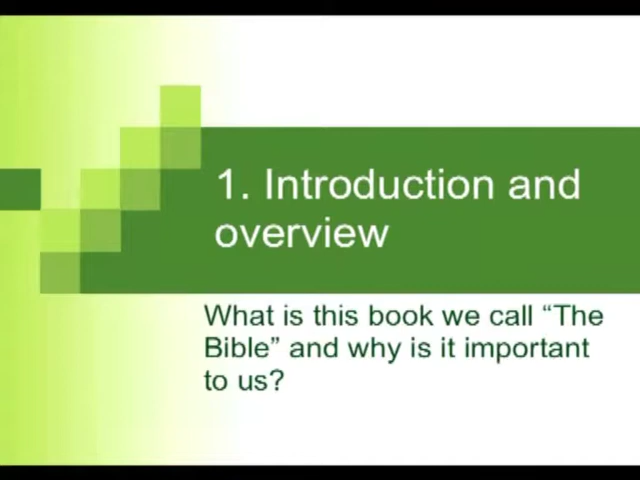 1. Introduction and
overview
What is this book we call “The
Bible” and why is it important
to us?